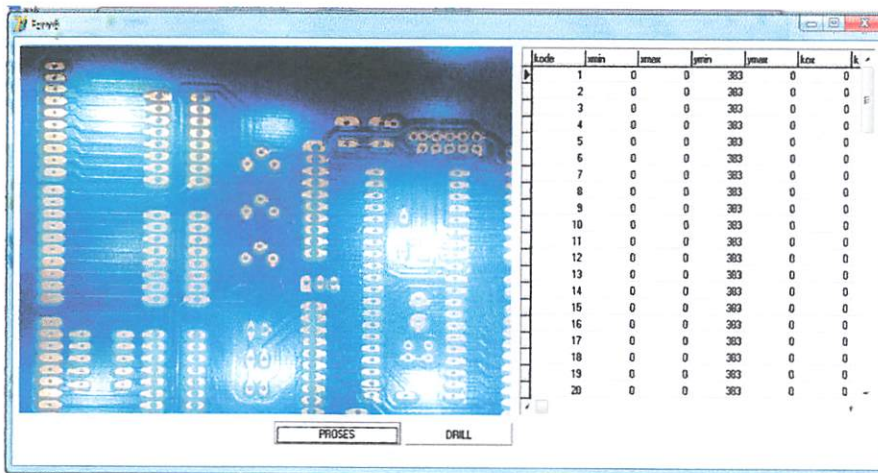 kode xmin xmax ymin ymax kox k
1 0 0 383 0 0
2 0 0 383 0 0
3 0 0 383 0 0
4 0 0 383 0 0
5 0 0 383 0 0
6 0 0 383 0 0
7 0 0 383 0 0
8 0 0 383 0 0
9 0 0 383 0 0
10 0 0 383 0 0
11 0 0 383 0 0
12 0 0 383 0 0
13 0 0 383 0 0
14 0 0 383 0 0
15 0 0 383 0 0
16 0 0 383 0 0
17 0 0 383 0 0
18 0 0 383 0 0
19 0 0 383 0 0
20 0 0 383 0 0
PROSES DRILL